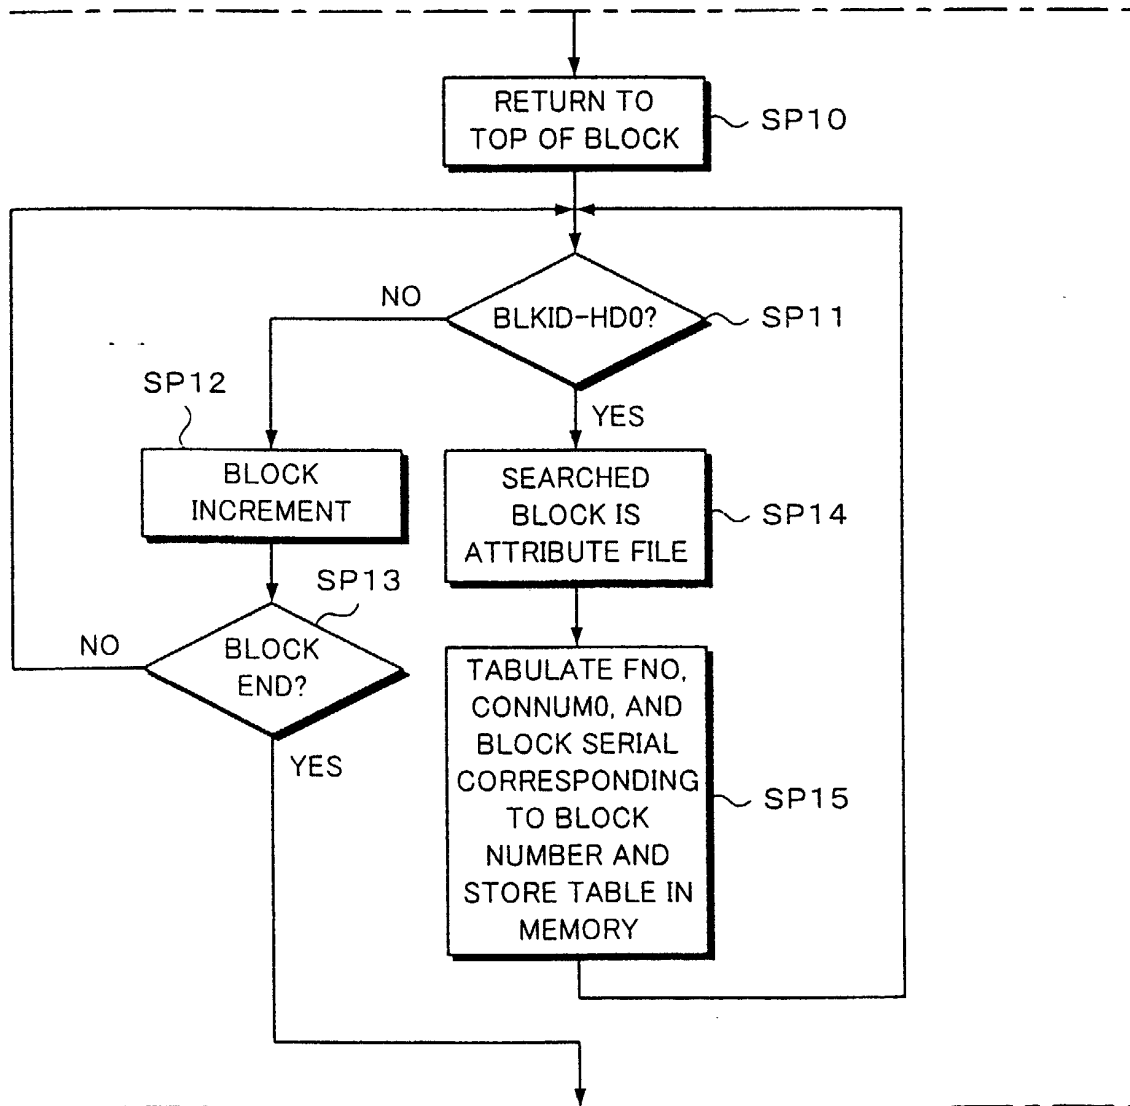 RETURN TO
TOP OF BLOCK
SP10
NO
BLKID-HD0?
SP11
SP12
YES
BLOCK
INCREMENT
SEARCHED
BLOCK IS
ATTRIBUTE FILE
SP14
SP13
NO
BLOCK
END?
YES
TABULATE FNO,
CONNUM0, AND
BLOCK SERIAL
CORRESPONDING
TO BLOCK
NUMBER AND
STORE TABLE IN
MEMORY
SP15